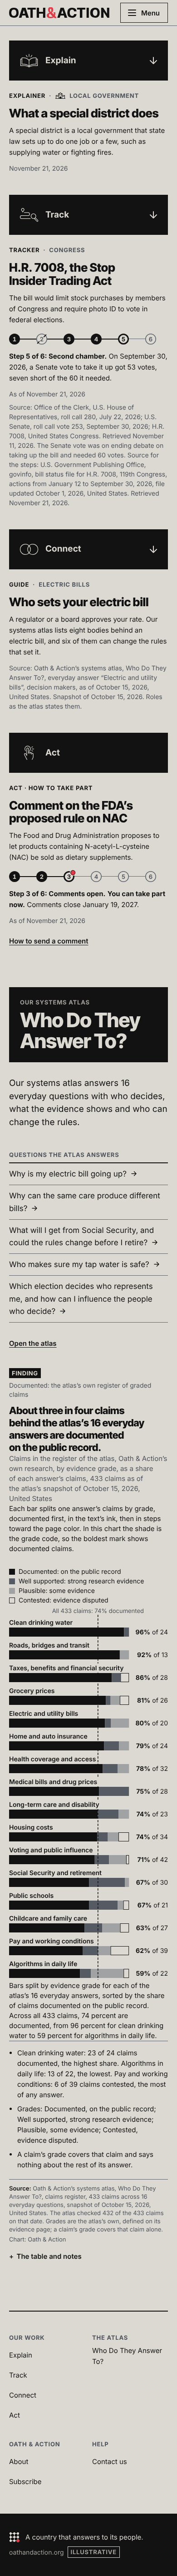 OATH&ACTION
Menu
Explain
EXPLAINER · LOCAL GOVERNMENT
What a special district does
A special district is a local government that state
law sets up to do one job or a few, such as
supplying water or fighting fires.
November 21, 2026
Track
TRACKER · CONGRESS
H.R. 7008, the Stop
Insider Trading Act
The bill would limit stock purchases by members
of Congress and require photo ID to vote in
federal elections.
1 2 3 4 5 6
Step 5 of 6: Second chamber. On September 30,
2026, a Senate vote to take it up got 53 votes,
seven short of the 60 it needed.
As of November 21, 2026
Source: Office of the Clerk, U.S. House of
Representatives, roll call 280, July 22, 2026; U.S.
Senate, roll call vote 253, September 30, 2026; H.R.
7008, United States Congress. Retrieved November
11, 2026. The Senate vote was on ending debate on
taking up the bill and needed 60 votes. Source for
the steps: U.S. Government Publishing Office,
govinfo, bill status file for H.R. 7008, 119th Congress,
actions from January 12 to September 30, 2026, file
updated October 1, 2026, United States. Retrieved
November 21, 2026.
Connect
GUIDE · ELECTRIC BILLS
Who sets your electric bill
A regulator or a board approves your rate. Our
systems atlas lists eight bodies behind an
electric bill, and six of them can change the rules
that set it.
Source: Oath & Action's systems atlas, Who Do They
Answer To?, everyday answer “Electric and utility
bills”, decision makers, as of October 15, 2026,
United States. Snapshot of October 15, 2026. Roles
as the atlas states them.
Act
ACT · HOW TO TAKE PART
Comment on the FDA's
proposed rule on NAC
The Food and Drug Administration proposes to
let products containing N-acetyl-L-cysteine
(NAC) be sold as dietary supplements.
1 2 3 4 5 6
Step 3 of 6: Comments open. You can take part
now. Comments close January 19, 2027.
As of November 21, 2026
How to send a comment
OUR SYSTEMS ATLAS
Who Do They
Answer To?
Our systems atlas answers 16
everyday questions with who decides,
what the evidence shows and who can
change the rules.
QUESTIONS THE ATLAS ANSWERS
Why is my electric bill going up? →
Why can the same care produce different
bills? →
What will I get from Social Security, and
could the rules change before I retire? →
Who makes sure my tap water is safe? →
Which election decides who represents
me, and how can I influence the people
who decide? →
Open the atlas
FINDING
Documented: the atlas's own register of graded
claims
About three in four claims
behind the atlas's 16 everyday
answers are documented
on the public record.
Claims in the register of the atlas, Oath & Action's
own research, by evidence grade, as a share
of each answer's claims, 433 claims as of
the atlas's snapshot of October 15, 2026,
United States
Each bar splits one answer's claims by grade,
documented first, in the text's ink, then in steps
toward the page color. In this chart the shade is
the grade code, so the boldest mark shows
documented claims.
Documented: on the public record
Well supported: strong research evidence
Plausible: some evidence
Contested: evidence disputed
All 433 claims: 74% documented
Clean drinking water
96% of 24
Roads, bridges and transit
92% of 13
Taxes, benefits and financial security
86% of 28
Grocery prices
81% of 26
Electric and utility bills
80% of 20
Home and auto insurance
79% of 24
Health coverage and access
78% of 32
Medical bills and drug prices
75% of 28
Long-term care and disability
74% of 23
Housing costs
74% of 34
Voting and public influence
71% of 42
Social Security and retirement
67% of 30
Public schools
67% of 21
Childcare and family care
63% of 27
Pay and working conditions
62% of 39
Algorithms in daily life
59% of 22
Bars split by evidence grade for each of the
atlas's 16 everyday answers, sorted by the share
of claims documented on the public record.
Across all 433 claims, 74 percent are
documented, from 96 percent for clean drinking
water to 59 percent for algorithms in daily life.
• Clean drinking water: 23 of 24 claims
documented, the highest share. Algorithms in
daily life: 13 of 22, the lowest. Pay and working
conditions: 6 of 39 claims contested, the most
of any answer.
• Grades: Documented, on the public record;
Well supported, strong research evidence;
Plausible, some evidence; Contested,
evidence disputed.
• A claim's grade covers that claim and says
nothing about the rest of its answer.
Source: Oath & Action's systems atlas, Who Do They
Answer To?, claims register, 433 claims across 16
everyday questions, snapshot of October 15, 2026,
United States. The atlas checked 432 of the 433 claims
on that date. Grades are the atlas's own, defined on its
evidence page; a claim's grade covers that claim alone.
Chart: Oath & Action
+ The table and notes
OUR WORK
Explain
Track
Connect
Act
THE ATLAS
Who Do They Answer
To?
OATH & ACTION
About
Subscribe
HELP
Contact us
A country that answers to its people.
oathandaction.org ILLUSTRATIVE